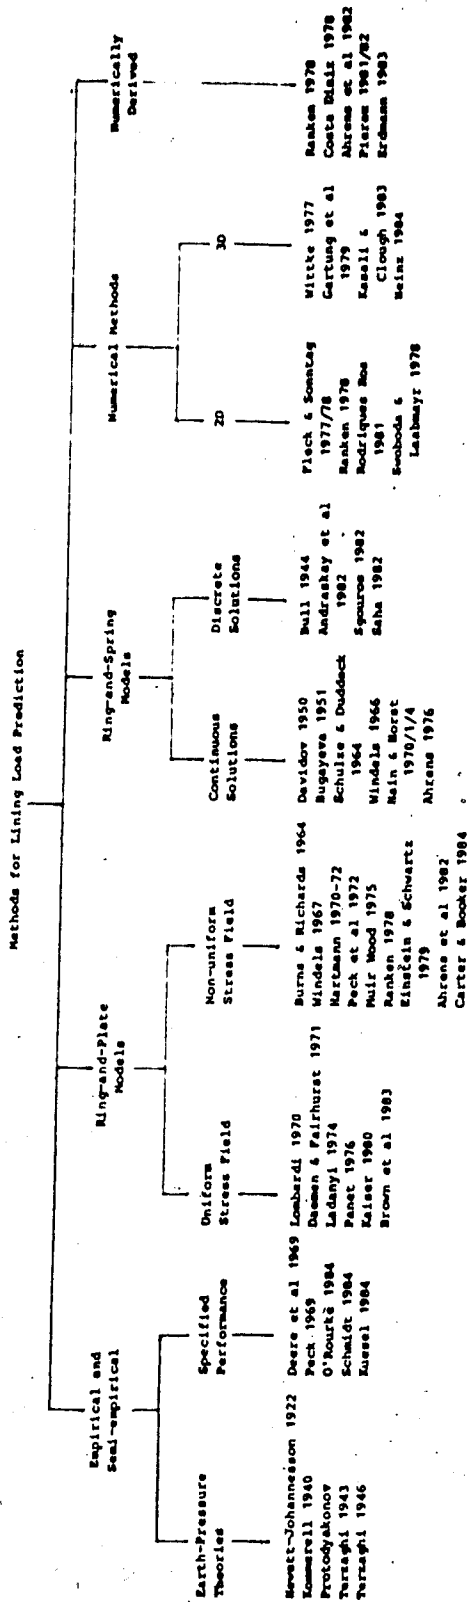 Methods for Lining Load Prediction
Empirical and
Semi-empirical
Ring-and-Plate
Models
Ring-and-Spring
Models
Numerical Methods
Numerically
Derived
Earth-Pressure
Theories
Specified
Performance
Uniform
Stress Field
Non-uniform
Stress Field
Continuous
Solutions
Discrete
Solutions
2D
3D
Hewett-Johannesson 1922
Kommerell 1940
Protodyakonov
Terzaghi 1943
Terzaghi 1946
Deere et al 1969
Peck 1969
O'Rourke 1984
Schmidt 1984
Kuesel 1984
Lombardi 1970
Daemen & Fairhurst 1971
Ladanyi 1974
Panet 1976
Kaiser 1980
Brown et al 1983
Burns & Richards 1964
Windels 1967
Hartmann 1970-72
Peck et al 1972
Muir Wood 1975
Ranken 1978
Einstein & Schwartz
1979
Ahrens et al 1982
Carter & Booker 1984
Davidov 1950
Bugayeva 1951
Schulze & Duddeck
1964
Windels 1966
Hain & Horst
1970/1/4
Ahrens 1976
Bull 1944
Andraskay et al
1982
Sgouros 1982
Saha 1982
Fleck & Sonntag
1977/78
Ranken 1978
Rodriques Roa
1981
Swoboda &
Laabmayr 1978
Wittke 1977
Gartung et al
1979
Kasali &
Clough 1983
Heinz 1984
Ranken 1978
Costa Diaiz 1978
Ahrens et al 1982
Pierau 1981/82
Erdmann 1983